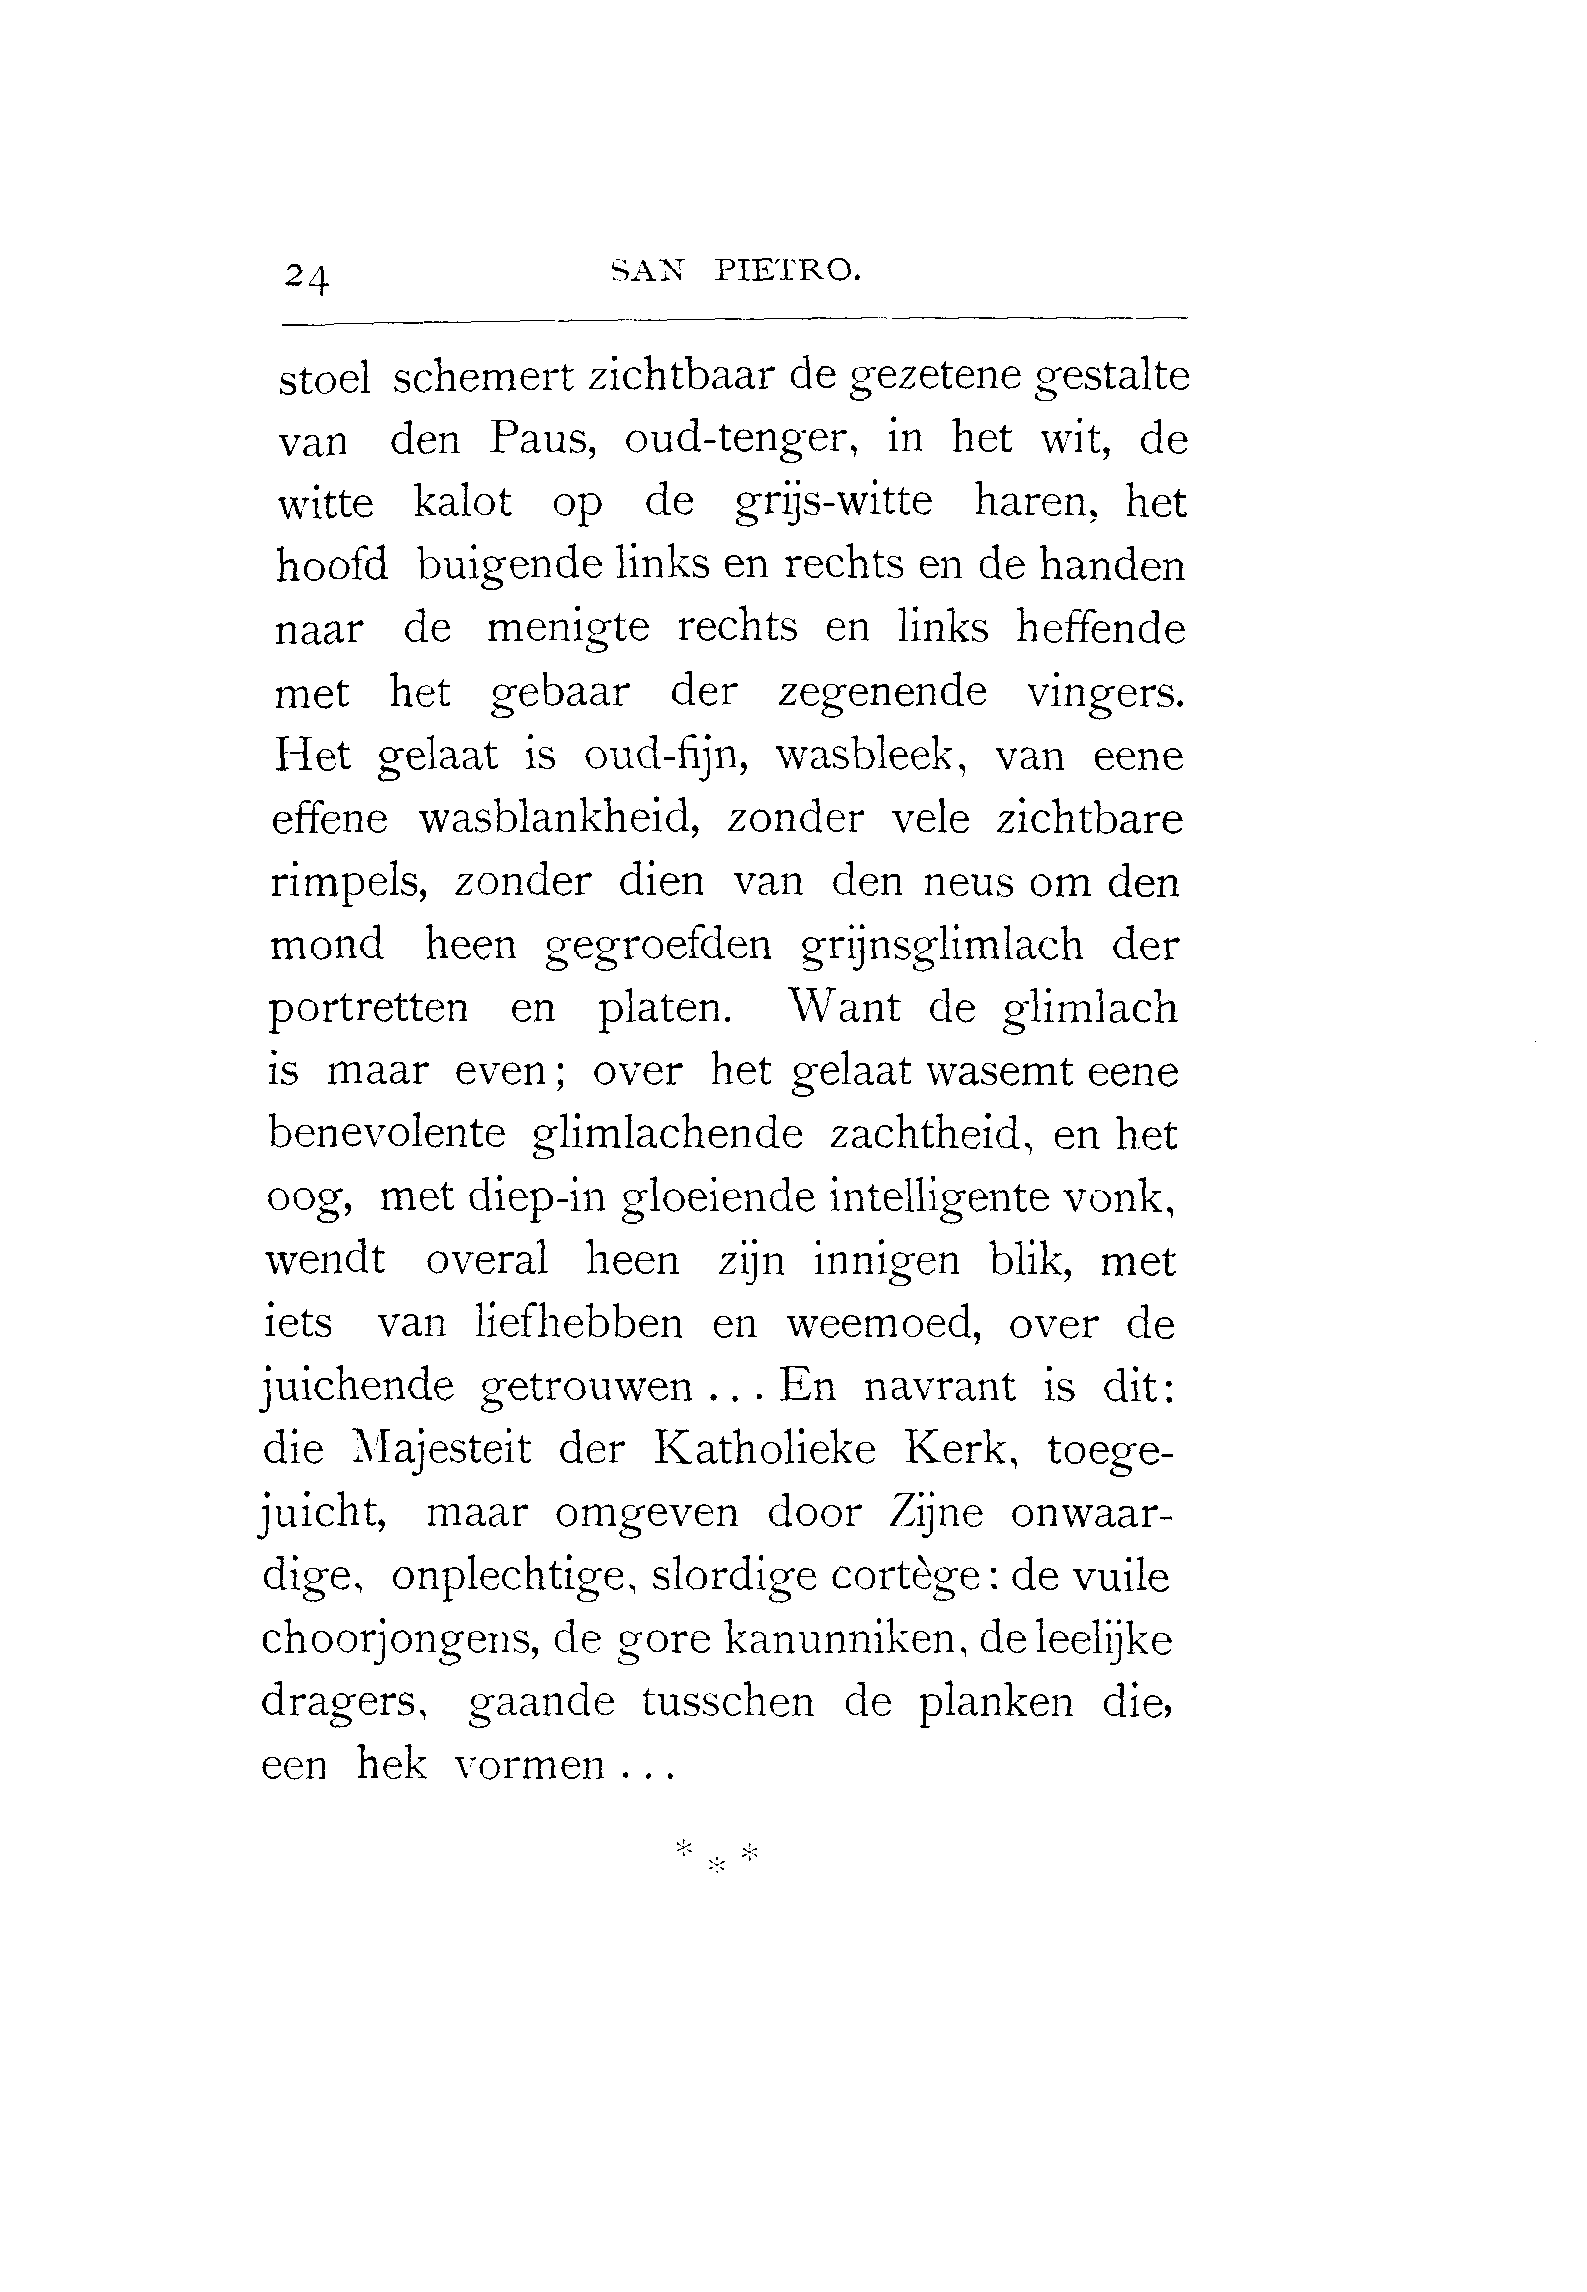 24 SAN PIETRO.
stoel schemert zichtbaar de gezetene gestalte
van den Paus, oud-tenger, in het wit, de
witte kalot op de grijs-witte haren, het
hoofd buigende links en rechts en de handen
naar de menigte rechts en links heffende
met het gebaar der zegenende vingers.
Het gelaat is oud-fijn, wasbleek, van eene
effene wasblankheid, zonder vele zichtbare
rimpels, zonder dien van den neus om den
mond heen gegroefden grijnsglimlach der
portretten en platen. Want de glimlach
is maar even; over het gelaat wasemt eene
benevolente glimlachende zachtheid, en het
oog, met diep-in gloeiende intelligente vonk,
wendt overal heen zijn innigen blik, met
iets van liefhebben en weemoed, over de
juichende getrouwen ... En navrant is dit:
die Majesteit der Katholieke Kerk, toege-
juicht, maar omgeven door Zijne onwaar-
dige, onplechtige, slordige cortège: de vuile
choorjongens, de gore kanunniken, de leelijke
dragers, gaande tusschen de planken die,
een hek vormen ...
* * *